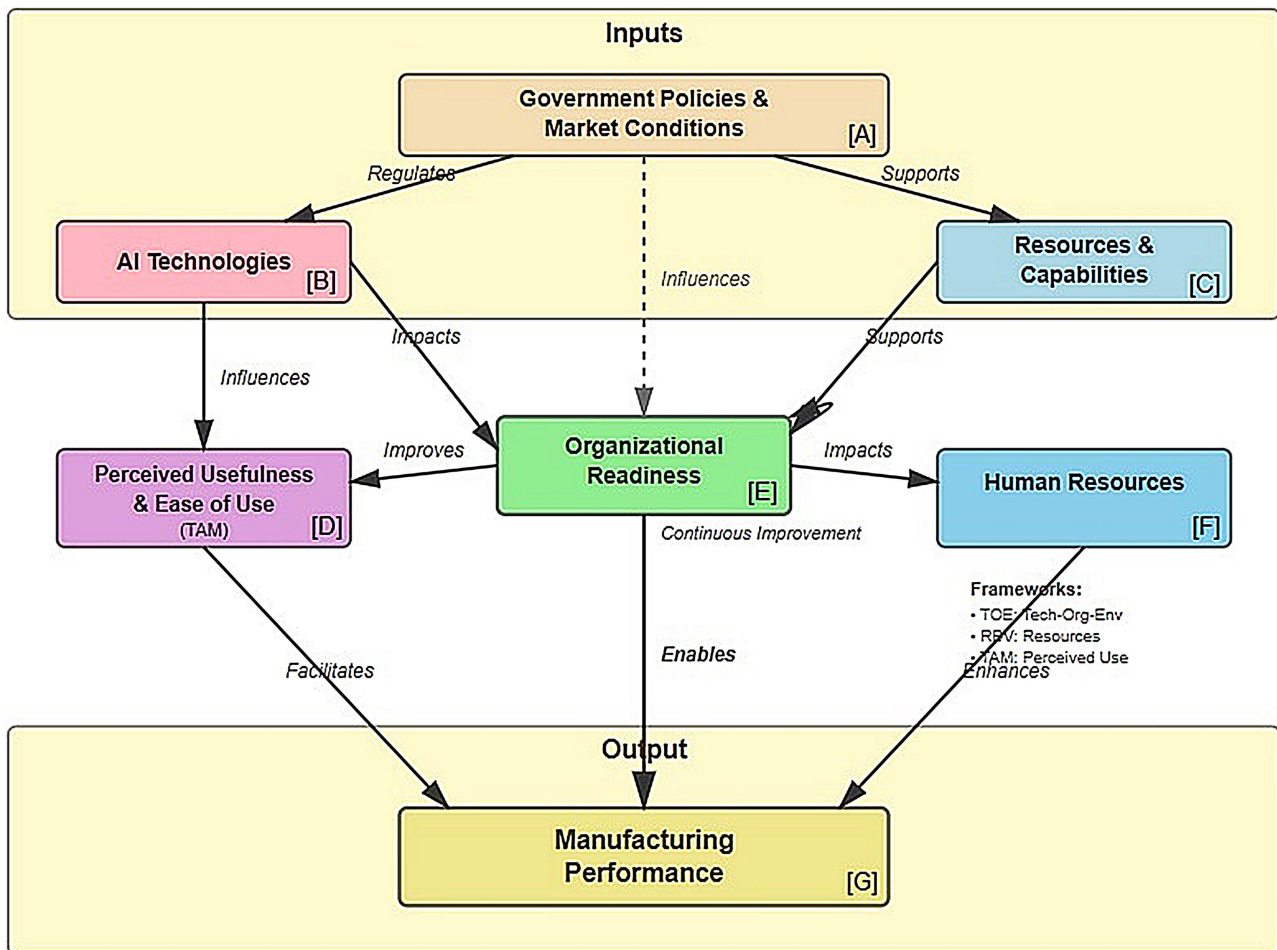 Inputs
Government Policies &
Market Conditions
[A]
Regulates
Supports
AI Technologies
[B]
Influences
Resources &
Capabilities
[C]
Impacts
Supports
Influences
Perceived Usefulness
& Ease of Use
(TAM)
[D]
Improves
Organizational
Readiness
[E]
Impacts
Human Resources
[F]
Continuous Improvement
Frameworks:
• TOE: Tech-Org-Env
• RBV: Resources
• TAM: Perceived Use
Facilitates
Enables
Enhances
Output
Manufacturing
Performance
[G]